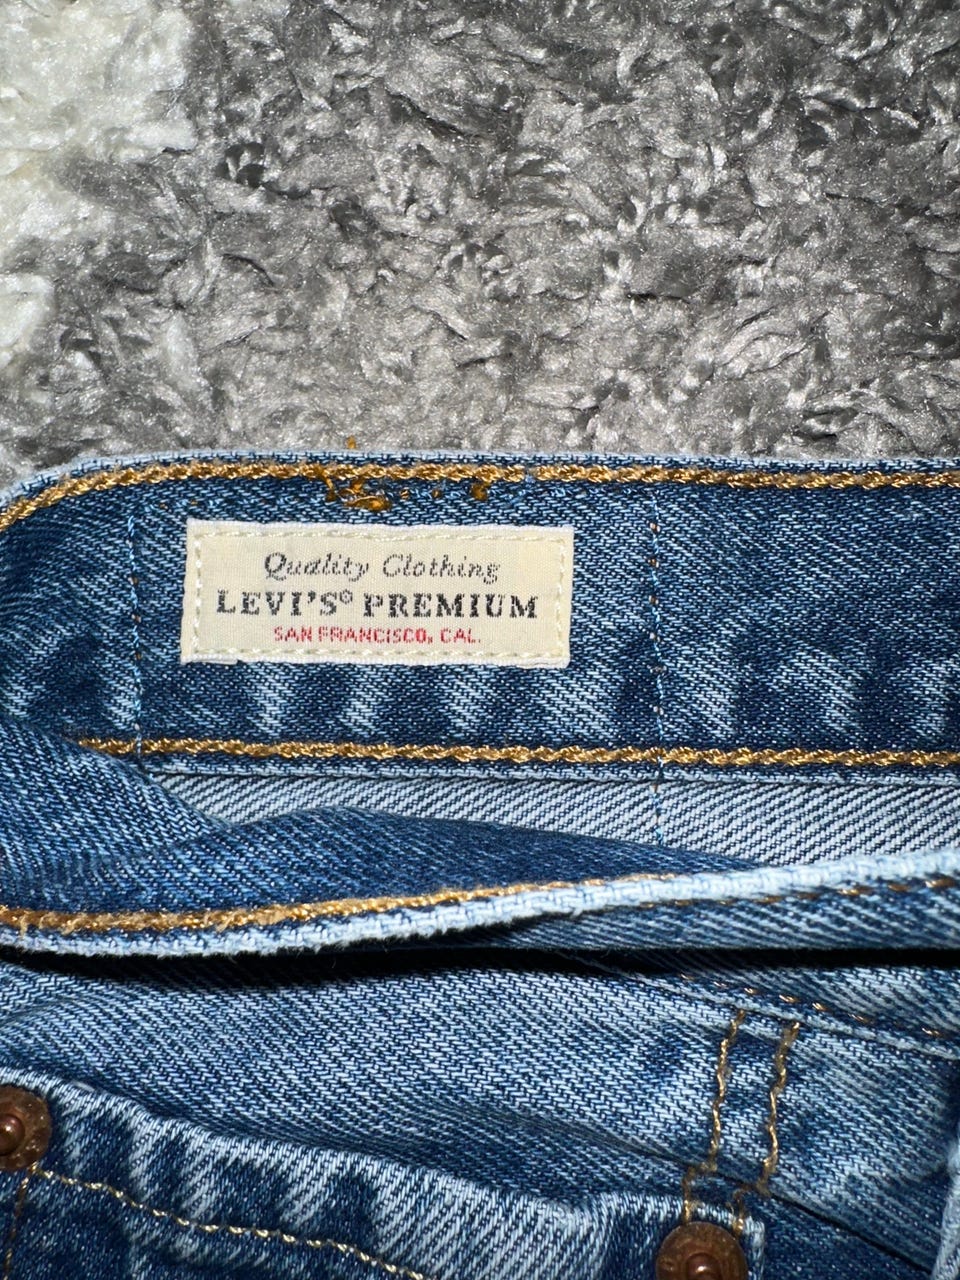 Quality Clothing
LEVI'S® PREMIUM
SAN FRANCISCO, CAL.